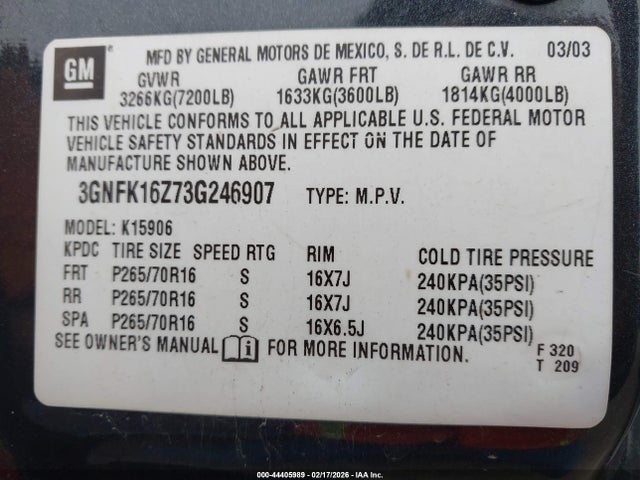 GM
MFD BY GENERAL MOTORS DE MEXICO, S. DE R.L. DE C.V. 03/03
GVWR GAWR FRT GAWR RR
3266KG(7200LB) 1633KG(3600LB) 1814KG(4000LB)
THIS VEHICLE CONFORMS TO ALL APPLICABLE U.S. FEDERAL MOTOR
VEHICLE SAFETY STANDARDS IN EFFECT ON THE DATE OF
MANUFACTURE SHOWN ABOVE.
3GNFK16Z73G246907 TYPE: M.P.V.
MODEL: K15906
KPDC TIRE SIZE SPEED RTG RIM COLD TIRE PRESSURE
FRT P265/70R16 S 16X7J 240KPA(35PSI)
RR P265/70R16 S 16X7J 240KPA(35PSI)
SPA P265/70R16 S 16X6.5J 240KPA(35PSI)
SEE OWNER'S MANUAL i FOR MORE INFORMATION.
F 320
T 209
000-44405989 - 02/17/2026 - IAA Inc.